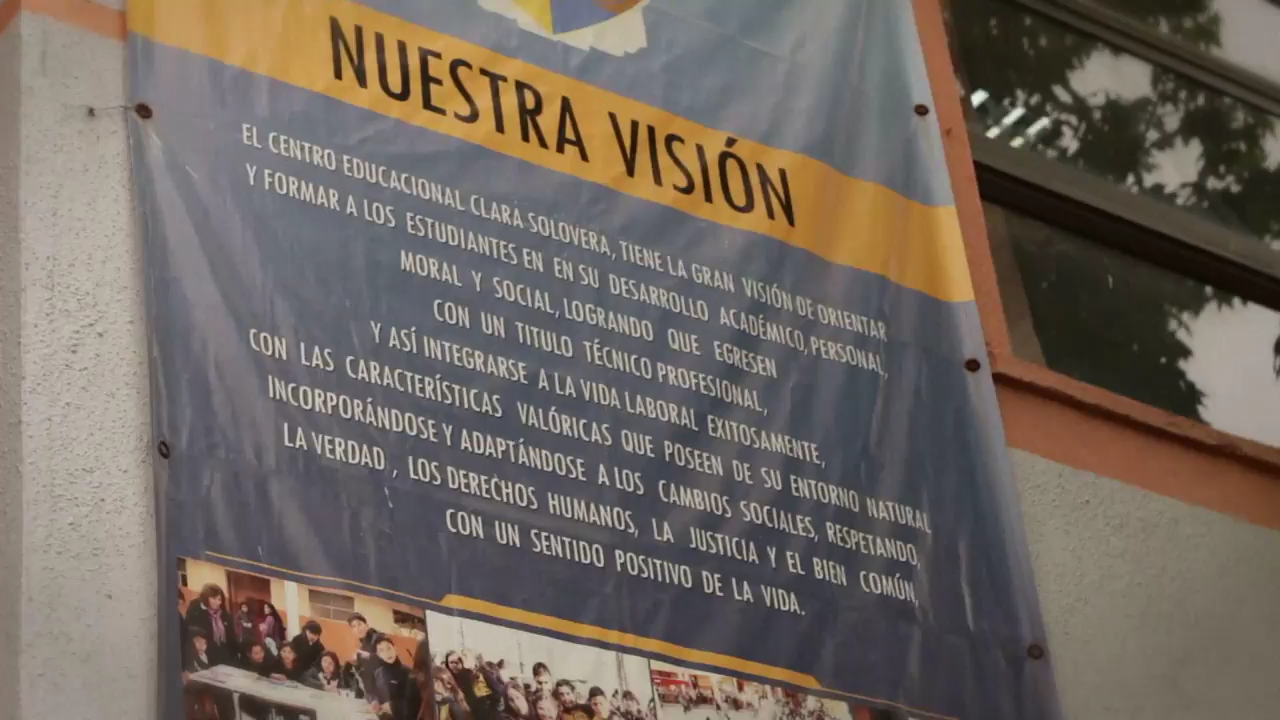 NUESTRA VISIÓN
EL CENTRO EDUCACIONAL CLARA SOLOVERA, TIENE LA GRAN VISIÓN DE ORIENTAR
Y FORMAR A LOS ESTUDIANTES EN EN SU DESARROLLO ACADÉMICO, PERSONAL,
MORAL Y SOCIAL, LOGRANDO QUE EGRESEN
CON UN TITULO TÉCNICO PROFESIONAL,
Y ASÍ INTEGRARSE A LA VIDA LABORAL EXITOSAMENTE,
CON LAS CARACTERÍSTICAS VALÓRICAS QUE POSEEN DE SU ENTORNO NATURAL
INCORPORÁNDOSE Y ADAPTÁNDOSE A LOS CAMBIOS SOCIALES, RESPETANDO,
LA VERDAD , LOS DERECHOS HUMANOS, LA JUSTICIA Y EL BIEN COMÚN,
CON UN SENTIDO POSITIVO DE LA VIDA.